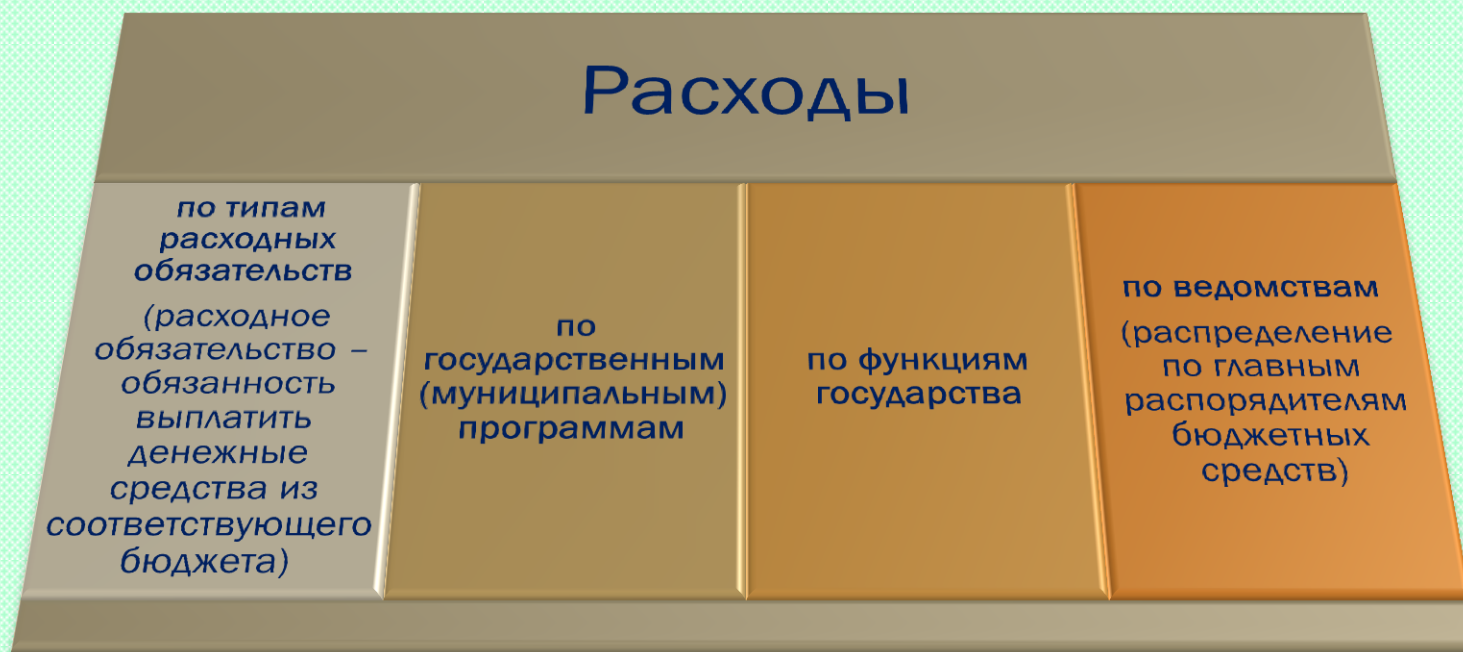 Расходы
по типам
расходных
обязательств
(расходное
обязательство –
обязанность
выплатить
денежные
средства из
соответствующего
бюджета)
по
государственным
(муниципальным)
программам
по функциям
государства
по ведомствам
(распределение
по главным
распорядителям
бюджетных
средств)